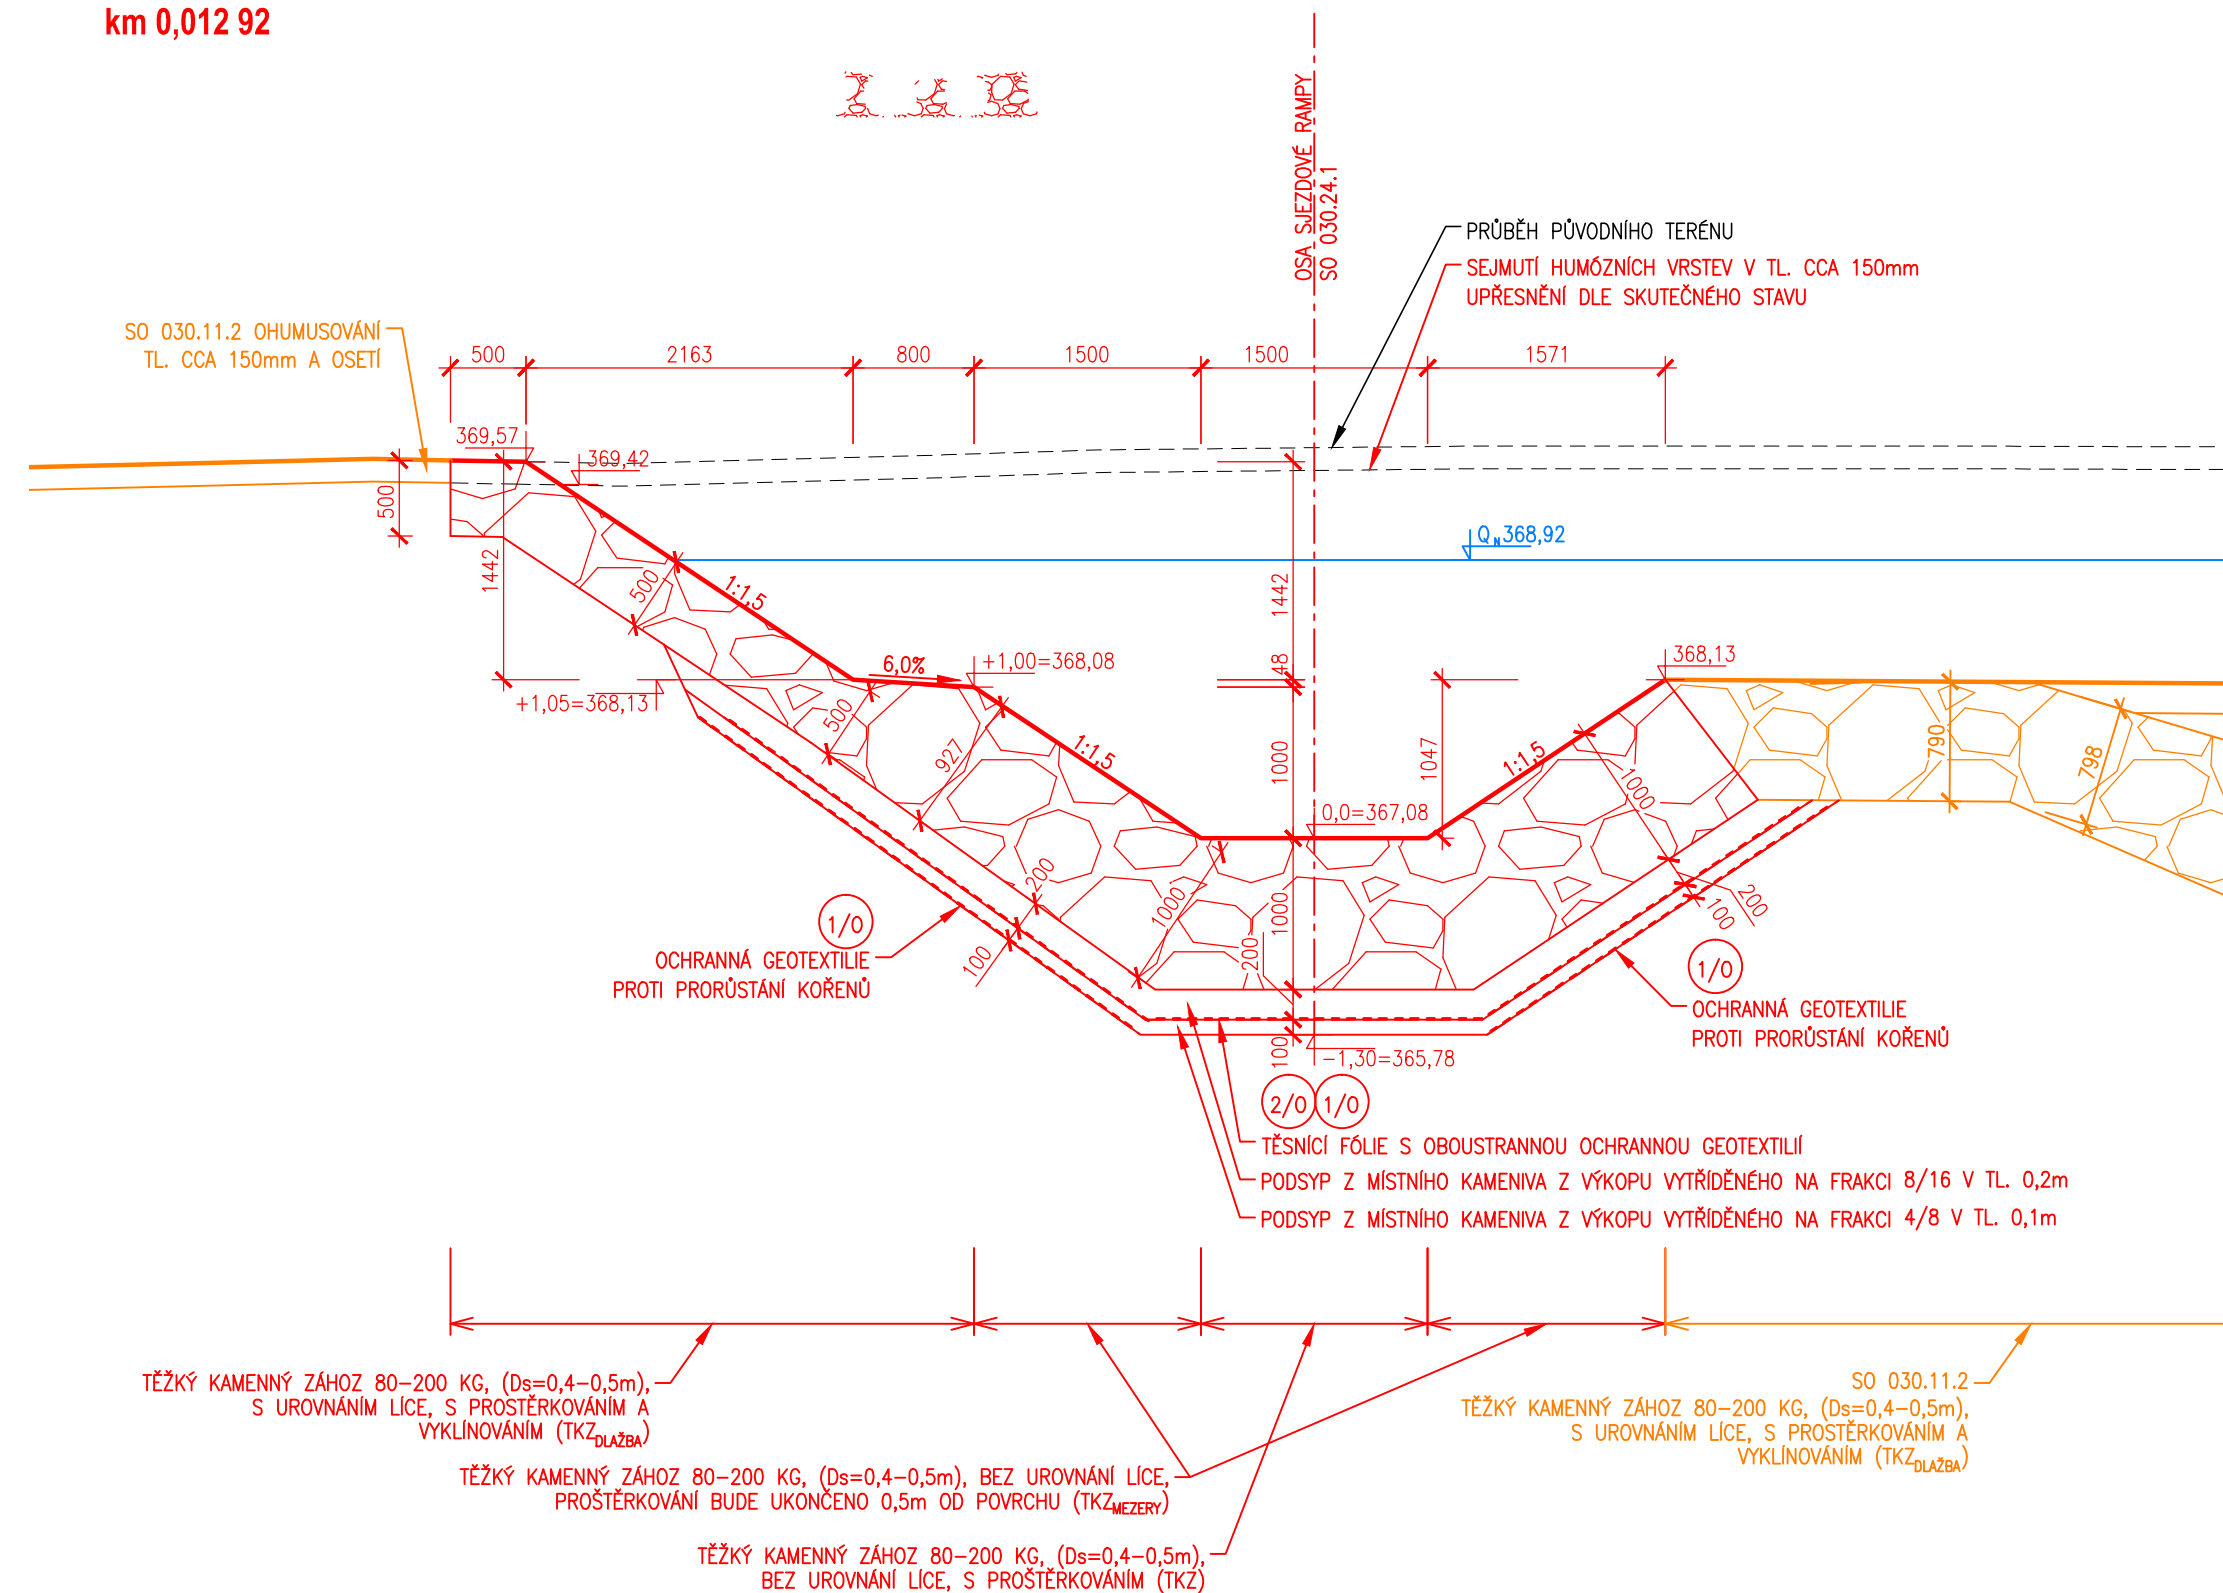 km 0,012 92
OSA SJEZDOVÉ RAMPY
SO 030.24.1
PRŮBĚH PŮVODNÍHO TERÉNU
SEJMUTÍ HUMÓZNÍCH VRSTEV V TL. CCA 150mm
UPŘESNĚNÍ DLE SKUTEČNÉHO STAVU
SO 030.11.2 OHUMUSOVÁNÍ
TL. CCA 150mm A OSETÍ
500
2163
800
1500
1500
1571
369,57
369,42
500
1442
QN368,92
500
1:1,5
1442
48
6,0%
+1,00=368,08
368,13
+1,05=368,13
500
927
1:1,5
1000
1047
1:1,5
1000
790
798
0,0=367,08
200
1000
1000
200
200
100
100
1/0
OCHRANNÁ GEOTEXTILIE
PROTI PRORŮSTÁNÍ KOŘENŮ
1/0
OCHRANNÁ GEOTEXTILIE
PROTI PRORŮSTÁNÍ KOŘENŮ
100
-1,30=365,78
2/0
1/0
TĚSNÍCÍ FÓLIE S OBOUSTRANNOU OCHRANNOU GEOTEXTILIÍ
PODSYP Z MÍSTNÍHO KAMENIVA Z VÝKOPU VYTŘÍDĚNÉHO NA FRAKCI 8/16 V TL. 0,2m
PODSYP Z MÍSTNÍHO KAMENIVA Z VÝKOPU VYTŘÍDĚNÉHO NA FRAKCI 4/8 V TL. 0,1m
TĚŽKÝ KAMENNÝ ZÁHOZ 80-200 KG, (Ds=0,4-0,5m),
S UROVNÁNÍM LÍCE, S PROSTĚRKOVÁNÍM A
VYKLÍNOVÁNÍM (TKZDLAŽBA)
SO 030.11.2
TĚŽKÝ KAMENNÝ ZÁHOZ 80-200 KG, (Ds=0,4-0,5m),
S UROVNÁNÍM LÍCE, S PROSTĚRKOVÁNÍM A
VYKLÍNOVÁNÍM (TKZDLAŽBA)
TĚŽKÝ KAMENNÝ ZÁHOZ 80-200 KG, (Ds=0,4-0,5m), BEZ UROVNÁNÍ LÍCE,
PROŠTĚRKOVÁNÍ BUDE UKONČENO 0,5m OD POVRCHU (TKZMEZERY)
TĚŽKÝ KAMENNÝ ZÁHOZ 80-200 KG, (Ds=0,4-0,5m),
BEZ UROVNÁNÍ LÍCE, S PROŠTĚRKOVÁNÍM (TKZ)